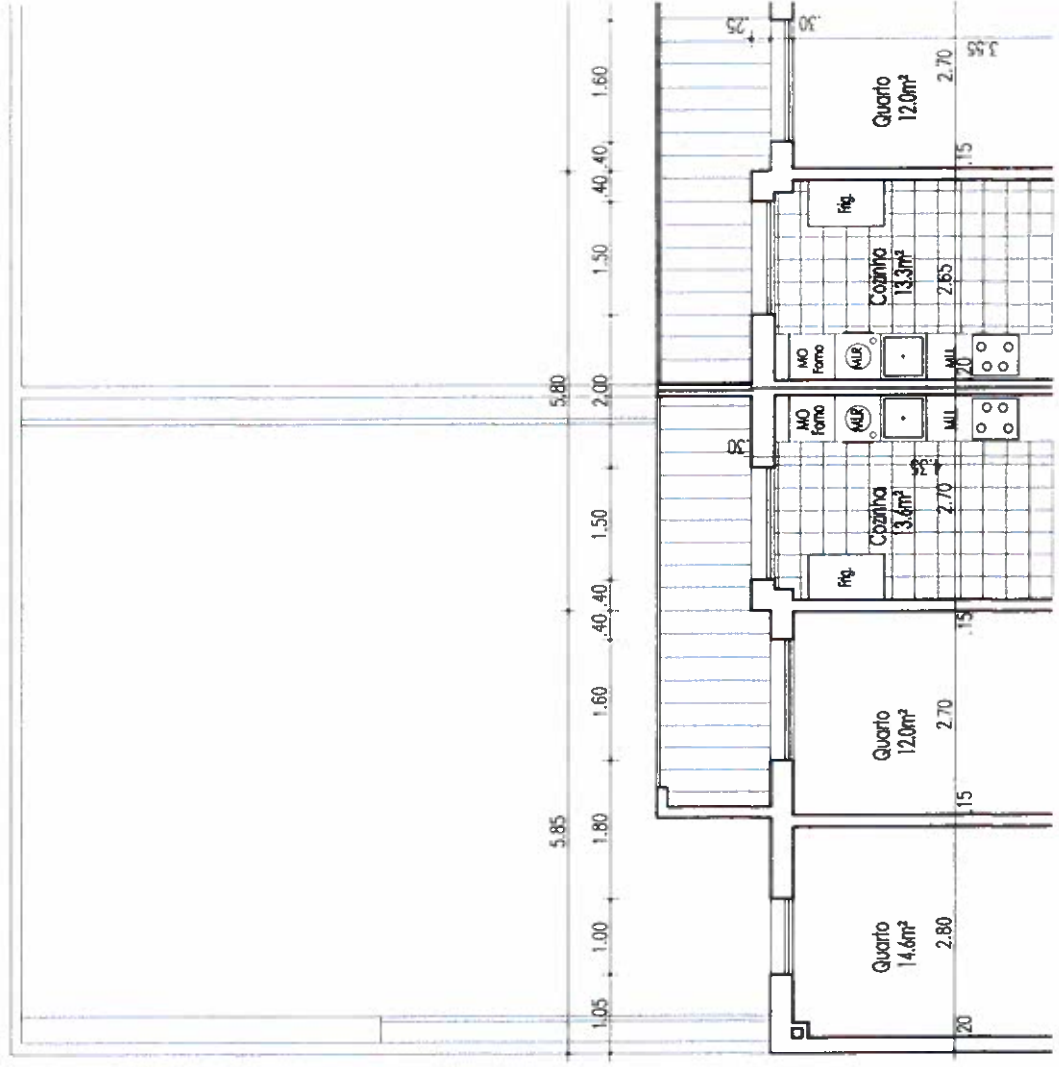 .25
.30
1.60
.40
.40
1.50
2.00
1.50
.40
.40
1.60
1.80
1.00
1.05
5.80
5.85
3.55
Quarto
12.0m²
2.70
.15
Frig.
Cozinha
13.3m²
2.65
MO
Forno
MLR
MLL
.20
MO
Forno
MLR
MLL
.30
.35
Cozinha
13.6m²
2.70
Frig.
.15
Quarto
12.0m²
2.70
.15
Quarto
14.6m²
2.80
.20